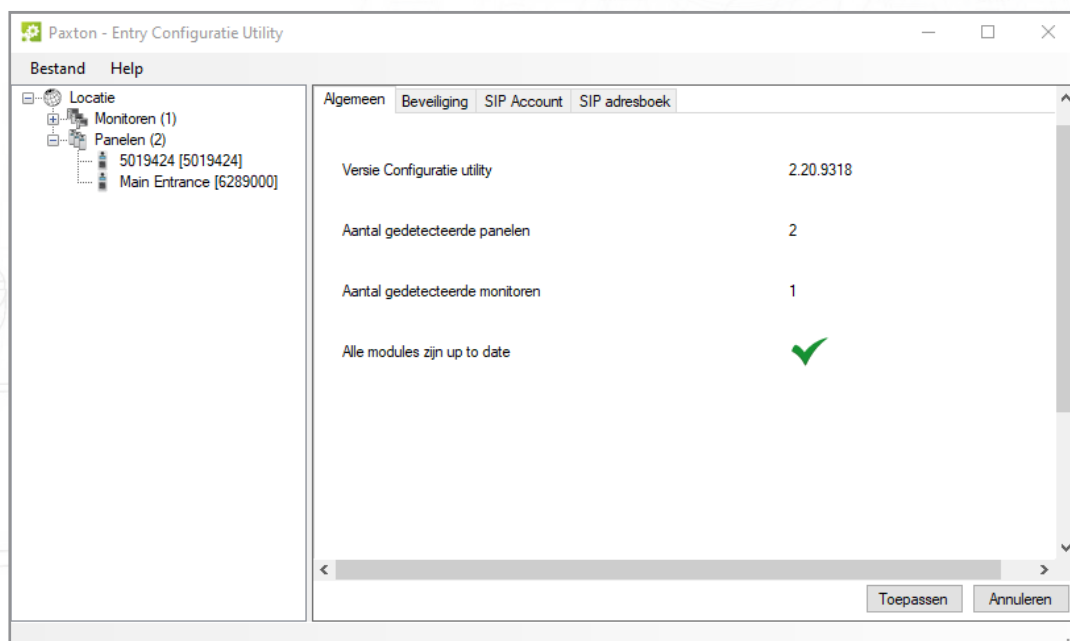 Paxton - Entry Configuratie Utility
Bestand Help
Locatie
Monitoren (1)
Panelen (2)
5019424 [5019424]
Main Entrance [6289000]
Algemeen Beveiliging SIP Account SIP adresboek
Versie Configuratie utility 2.20.9318
Aantal gedetecteerde panelen 2
Aantal gedetecteerde monitoren 1
Alle modules zijn up to date
Toepassen Annuleren